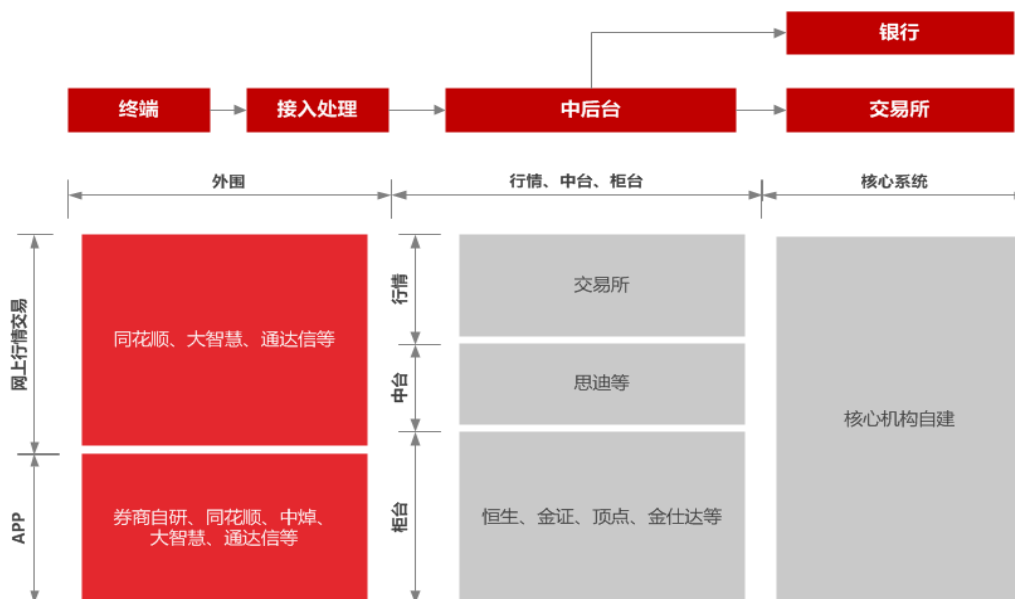 银行
终端
接入处理
中后台
交易所
外围
行情、中台、柜台
核心系统
网上行情交易
同花顺、大智慧、通达信等
行情
交易所
中台
思迪等
核心机构自建
APP
券商自研、同花顺、中焯、
大智慧、通达信等
柜台
恒生、金证、顶点、金仕达等